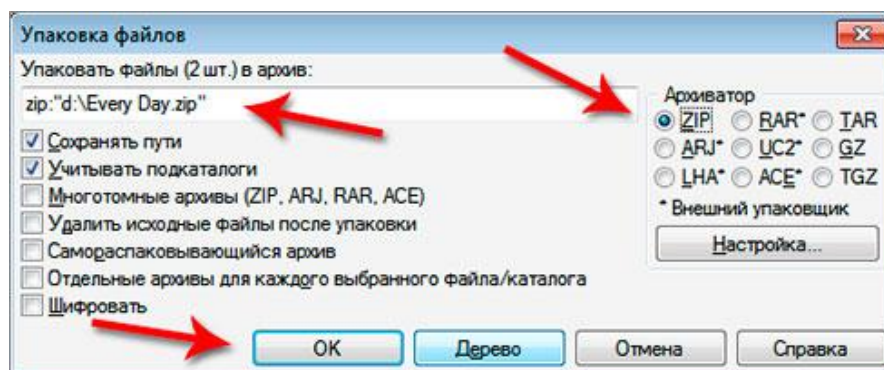 Упаковка файлов
Упаковать файлы (2 шт.) в архив:
zip:"d:\Every Day.zip"
Сохранять пути
Учитывать подкаталоги
Многотомные архивы (ZIP, ARJ, RAR, ACE)
Удалить исходные файлы после упаковки
Самораспаковывающийся архив
Отдельные архивы для каждого выбранного файла/каталога
Шифровать
Архиватор
ZIP RAR* TAR
ARJ* UC2* GZ
LHA* ACE* TGZ
* Внешний упаковщик
Настройка...
OK Дерево Отмена Справка